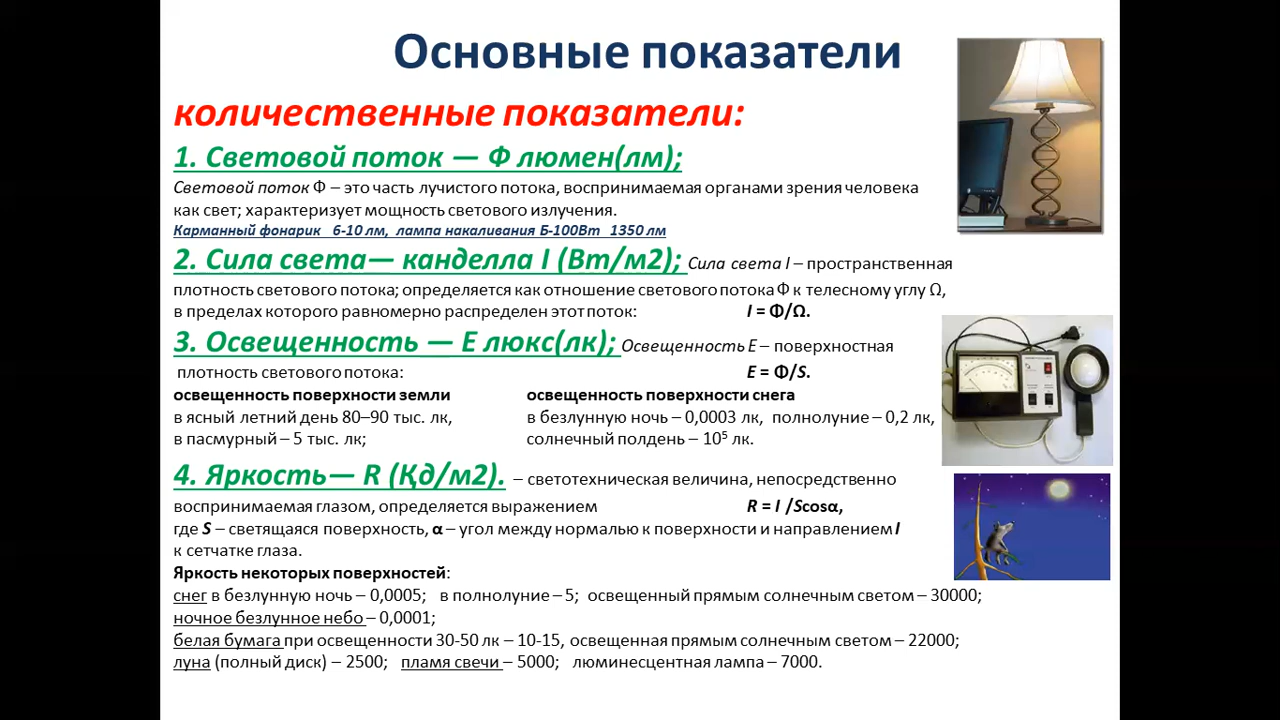 Основные показатели
количественные показатели:
1. Световой поток — Ф люмен(лм);
Световой поток Ф – это часть лучистого потока, воспринимаемая органами зрения человека
как свет; характеризует мощность светового излучения.
Карманный фонарик 6-10 лм, лампа накаливания Б-100Вт 1350 лм
2. Сила света— канделла I (Вт/м2); Сила света I – пространственная
плотность светового потока; определяется как отношение светового потока Ф к телесному углу Ω,
в пределах которого равномерно распределен этот поток: I = Ф/Ω.
3. Освещенность — Е люкс(лк); Освещенность Е – поверхностная
плотность светового потока: Е = Ф/S.
освещенность поверхности земли освещенность поверхности снега
в ясный летний день 80–90 тыс. лк, в безлунную ночь – 0,0003 лк, полнолуние – 0,2 лк,
в пасмурный – 5 тыс. лк; солнечный полдень – 10⁵ лк.
4. Яркость— R (Қд/м2). – светотехническая величина, непосредственно
воспринимаемая глазом, определяется выражением R = I /Scosα,
где S – светящаяся поверхность, α – угол между нормалью к поверхности и направлением I
к сетчатке глаза.
Яркость некоторых поверхностей:
снег в безлунную ночь – 0,0005; в полнолуние – 5; освещенный прямым солнечным светом – 30000;
ночное безлунное небо – 0,0001;
белая бумага при освещенности 30-50 лк – 10-15, освещенная прямым солнечным светом – 22000;
луна (полный диск) – 2500; пламя свечи – 5000; люминесцентная лампа – 7000.